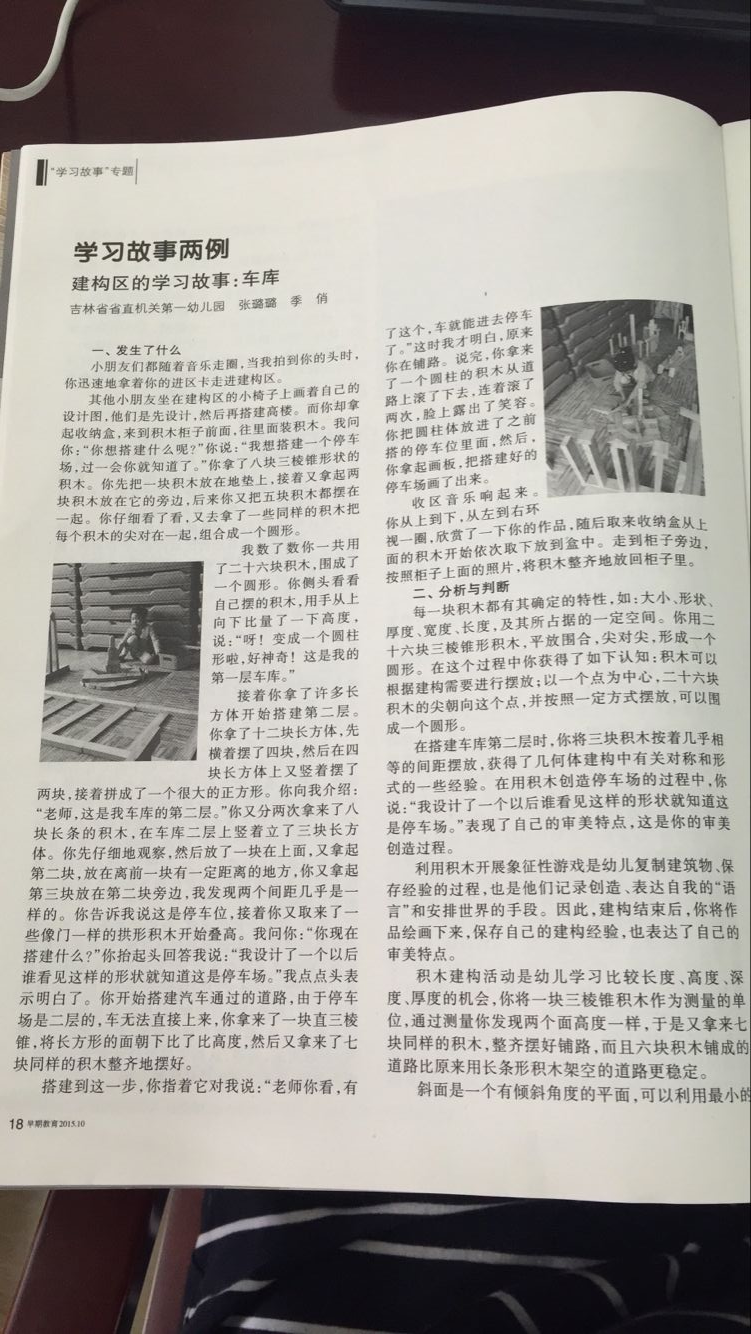 “学习故事”专题
学习故事两例
建构区的学习故事:车库
吉林省省直机关第一幼儿园 张璐璐 季 俏
一、发生了什么
小朋友们都随着音乐走圈,当我拍到你的头时,
你迅速地拿着你的进区卡走进建构区。
其他小朋友坐在建构区的小椅子上画着自己的
设计图,他们是先设计,然后再搭建高楼。而你却拿
起收纳盒,来到积木柜子前面,往里面装积木。我问
你:“你想搭建什么呢?”你说:“我想搭建一个停车
场,过一会你就知道了。”你拿了八块三棱锥形状的
积木。你先把一块积木放在地垫上,接着又拿起两
块积木放在它的旁边,后来你又把五块积木都摆在
一起。你仔细看了看,又去拿了一些同样的积木把
每个积木的尖对在一起,组合成一个圆形。
我数了数你一共用
了二十六块积木,围成了
一个圆形。你侧头看看
自己摆的积木,用手从上
向下比量了一下高度,
说:“呀!变成一个圆柱
形啦,好神奇!这是我的
第一层车库。”
接着你拿了许多长
方体开始搭建第二层。
你拿了十二块长方体,先
横着摆了四块,然后在四
块长方体上又竖着摆了
两块,接着拼成了一个很大的正方形。你向我介绍:
“老师,这是我车库的第二层。”你又分两次拿来了八
块长条的积木,在车库二层上竖着立了三块长方
体。你先仔细地观察,然后放了一块在上面,又拿起
第二块,放在离前一块有一定距离的地方,你又拿起
第三块放在第二块旁边,我发现两个间距几乎是一
样的。你告诉我说这是停车位,接着你又取来了一
些像门一样的拱形积木开始叠高。我问你:“你现在
搭建什么?”你抬起头回答我说:“我设计了一个以后
谁看见这样的形状就知道这是停车场。”我点点头表
示明白了。你开始搭建汽车通过的道路,由于停车
场是二层的,车无法直接上来,你拿来了一块直三棱
锥,将长方形的面朝下比了比高度,然后又拿来了七
块同样的积木整齐地摆好。
搭建到这一步,你指着它对我说:“老师你看,有
了这个,车就能进去停车
了。”这时我才明白,原来
你在铺路。说完,你拿来
了一个圆柱的积木从道
路上滚了下去,连着滚了
两次,脸上露出了笑容。
你把圆柱体放进了之前
搭的停车位里面,然后,
你拿起画板,把搭建好的
停车场画了出来。
收区音乐响起来。
你从上到下,从左到右环
视一圈,欣赏了一下你的作品,随后取来收纳盒从上
面的积木开始依次取下放到盒中。走到柜子旁边,
按照柜子上面的照片,将积木整齐地放回柜子里。
二、分析与判断
每一块积木都有其确定的特性,如:大小、形状、
厚度、宽度、长度,及其所占据的一定空间。你用二
十六块三棱锥形积木,平放围合,尖对尖,形成一个
圆形。在这个过程中你获得了如下认知:积木可以
根据建构需要进行摆放;以一个点为中心,二十六块
积木的尖朝向这个点,并按照一定方式摆放,可以围
成一个圆形。
在搭建车库第二层时,你将三块积木按着几乎相
等的间距摆放,获得了几何体建构中有关对称和形
式的一些经验。在用积木创造停车场的过程中,你
说:“我设计了一个以后谁看见这样的形状就知道这
是停车场。”表现了自己的审美特点,这是你的审美
创造过程。
利用积木开展象征性游戏是幼儿复制建筑物、保
存经验的过程,也是他们记录创造、表达自我的“语
言”和安排世界的手段。因此,建构结束后,你将作
品绘画下来,保存自己的建构经验,也表达了自己的
审美特点。
积木建构活动是幼儿学习比较长度、高度、深
度、厚度的机会,你将一块三棱锥积木作为测量的单
位,通过测量你发现两个面高度一样,于是又拿来七
块同样的积木,整齐摆好铺路,而且六块积木铺成的
道路比原来用长条形积木架空的道路更稳定。
斜面是一个有倾斜角度的平面,可以利用最小的
18 早期教育2015.10